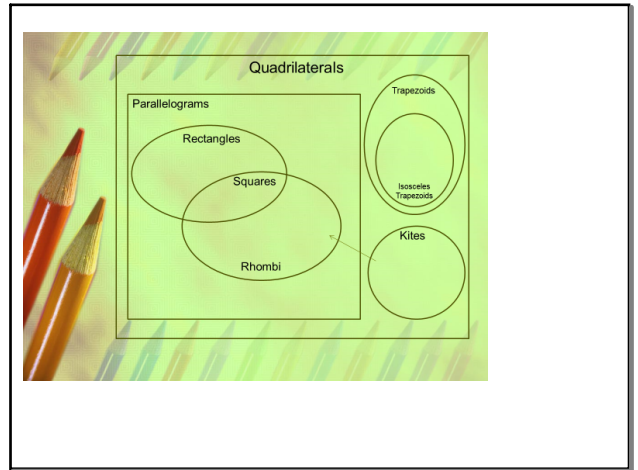 Quadrilaterals
Parallelograms
Rectangles
Squares
Rhombi
Trapezoids
Isosceles
Trapezoids
Kites